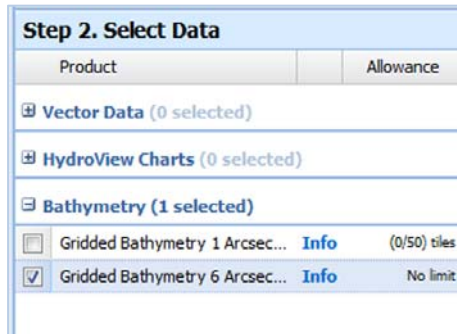 Step 2. Select Data
Product Allowance
Vector Data (0 selected)
HydroView Charts (0 selected)
Bathymetry (1 selected)
Gridded Bathymetry 1 Arcsec... Info (0/50) tiles
Gridded Bathymetry 6 Arcsec... Info No limit